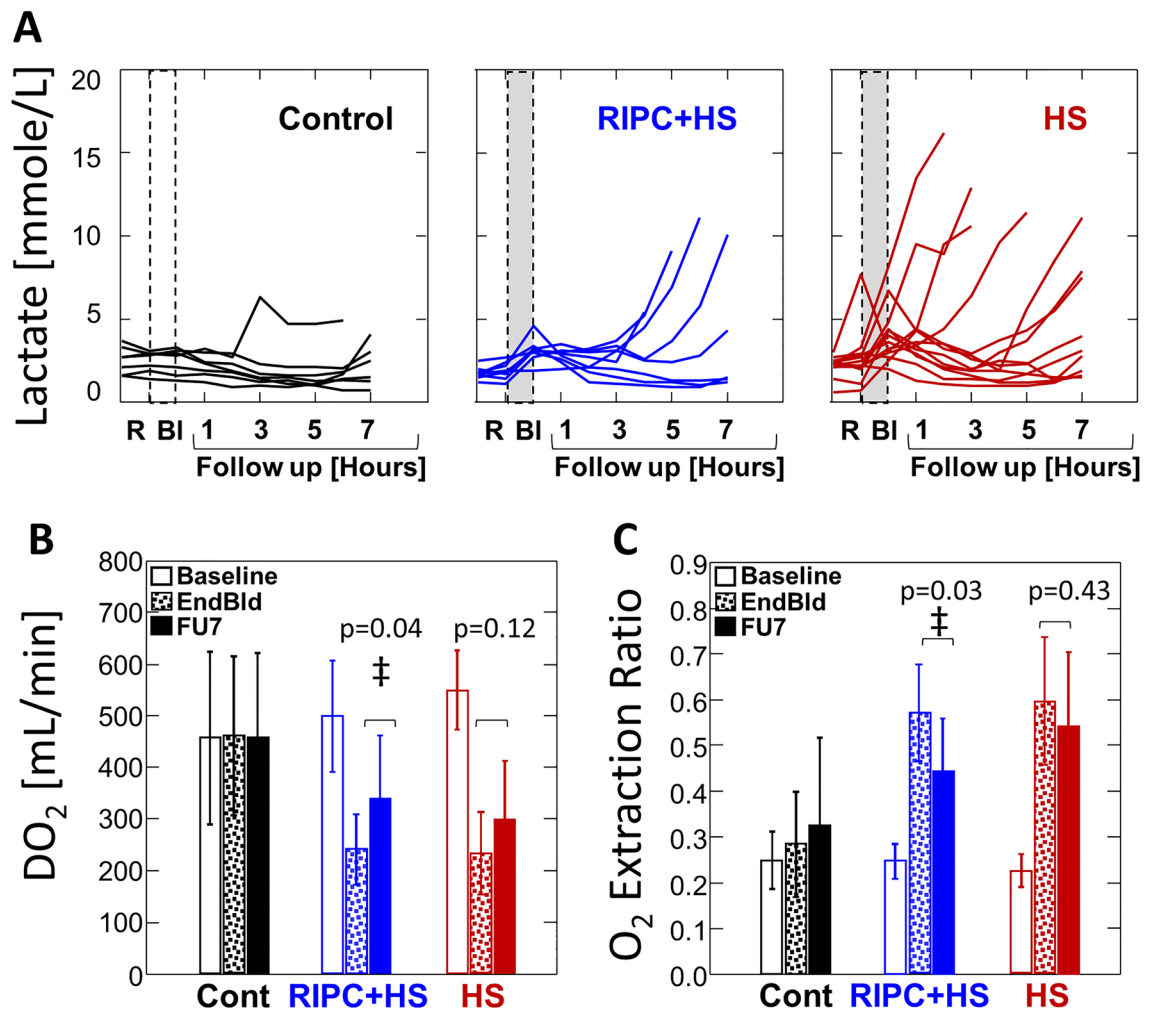 A
Lactate [mmole/L]
20
15
10
5
0
Control
RIPC+HS
HS
R BI 1 3 5 7
Follow up [Hours]
R BI 1 3 5 7
Follow up [Hours]
R BI 1 3 5 7
Follow up [Hours]
B
DO2 [mL/min]
800
700
600
500
400
300
200
100
0
Baseline
EndBld
FU7
p=0.04
‡
p=0.12
Cont RIPC+HS HS
C
O2 Extraction Ratio
0.9
0.8
0.7
0.6
0.5
0.4
0.3
0.2
0.1
0.0
Baseline
EndBld
FU7
p=0.03
‡
p=0.43
Cont RIPC+HS HS